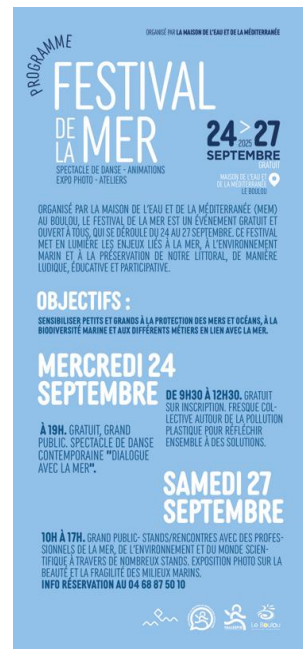 ORGANISÉ PAR LA MAISON DE L'EAU ET DE LA MÉDITERRANÉE
PROGRAMME
FESTIVAL
DE LA MER
SPECTACLE DE DANSE - ANIMATIONS
EXPO PHOTO - ATELIERS
24 > 27
2025
SEPTEMBRE
GRATUIT
MAISON DE L'EAU ET
DE LA MÉDITERRANÉE
LE BOULOU
ORGANISÉ PAR LA MAISON DE L'EAU ET DE LA MÉDITERRANÉE (MEM)
AU BOULOU, LE FESTIVAL DE LA MER EST UN ÉVÉNEMENT GRATUIT ET
OUVERT À TOUS, QUI SE DÉROULE DU 24 AU 27 SEPTEMBRE. CE FESTIVAL
MET EN LUMIÈRE LES ENJEUX LIÉS À LA MER, À L'ENVIRONNEMENT
MARIN ET À LA PRÉSERVATION DE NOTRE LITTORAL, DE MANIÈRE
LUDIQUE, ÉDUCATIVE ET PARTICIPATIVE.
OBJECTIFS :
SENSIBILISER PETITS ET GRANDS À LA PROTECTION DES MERS ET OCÉANS, À LA
BIODIVERSITÉ MARINE ET AUX DIFFÉRENTS MÉTIERS EN LIEN AVEC LA MER.
MERCREDI 24
SEPTEMBRE
DE 9H30 À 12H30. GRATUIT
SUR INSCRIPTION. FRESQUE COL-
LECTIVE AUTOUR DE LA POLLUTION
PLASTIQUE POUR RÉFLÉCHIR
ENSEMBLE À DES SOLUTIONS.
À 19H. GRATUIT, GRAND
PUBLIC. SPECTACLE DE DANSE
CONTEMPORAINE "DIALOGUE
AVEC LA MER".
SAMEDI 27
SEPTEMBRE
10H À 17H. GRAND PUBLIC- STANDS/RENCONTRES AVEC DES PROFES-
SIONNELS DE LA MER, DE L'ENVIRONNEMENT ET DU MONDE SCIEN-
TIFIQUE À TRAVERS DE NOMBREUX STANDS. EXPOSITION PHOTO SUR LA
BEAUTÉ ET LA FRAGILITÉ DES MILIEUX MARINS.
INFO RÉSERVATION AU 04 68 87 50 10
Le Boulou